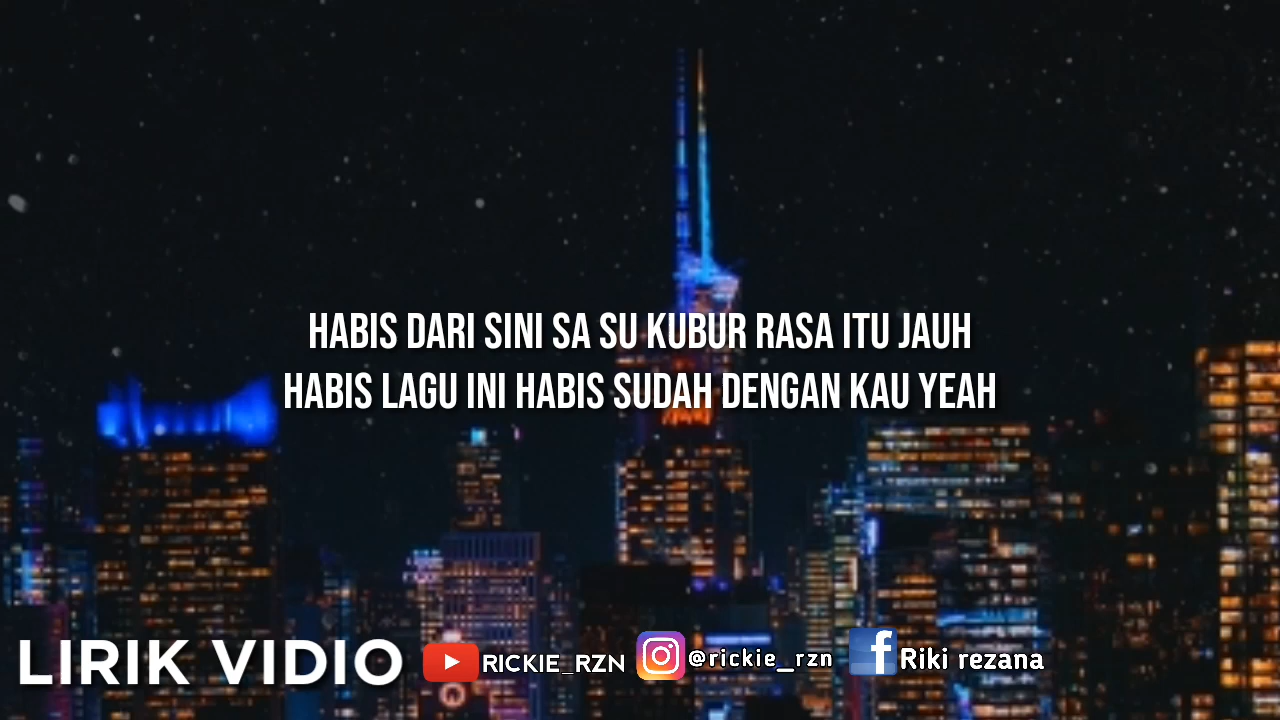 HABIS DARI SINI SA SU KUBUR RASA ITU JAUH
HABIS LAGU INI HABIS SUDAH DENGAN KAU YEAH
LIRIK VIDIO RICKIE_RZN @rickie_rzn Riki rezana